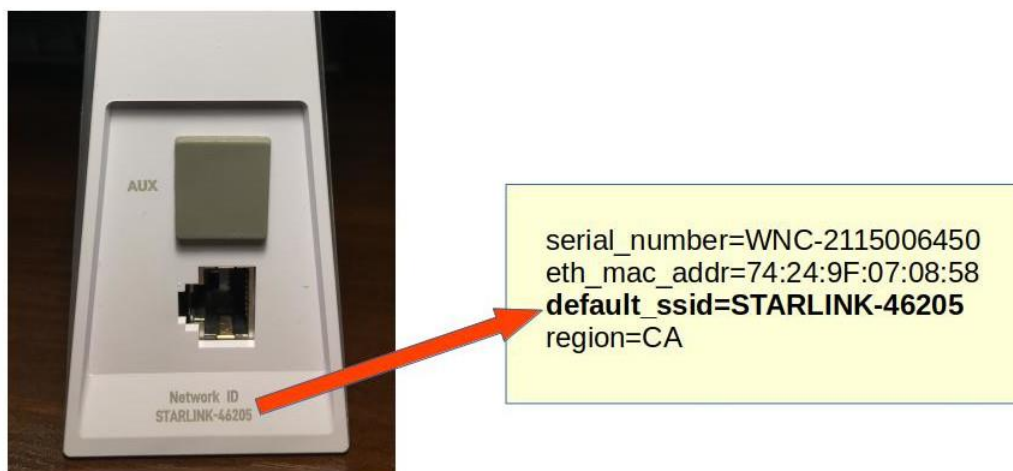 AUX
Network ID
STARLINK-46205
serial_number=WNC-2115006450
eth_mac_addr=74:24:9F:07:08:58
default_ssid=STARLINK-46205
region=CA